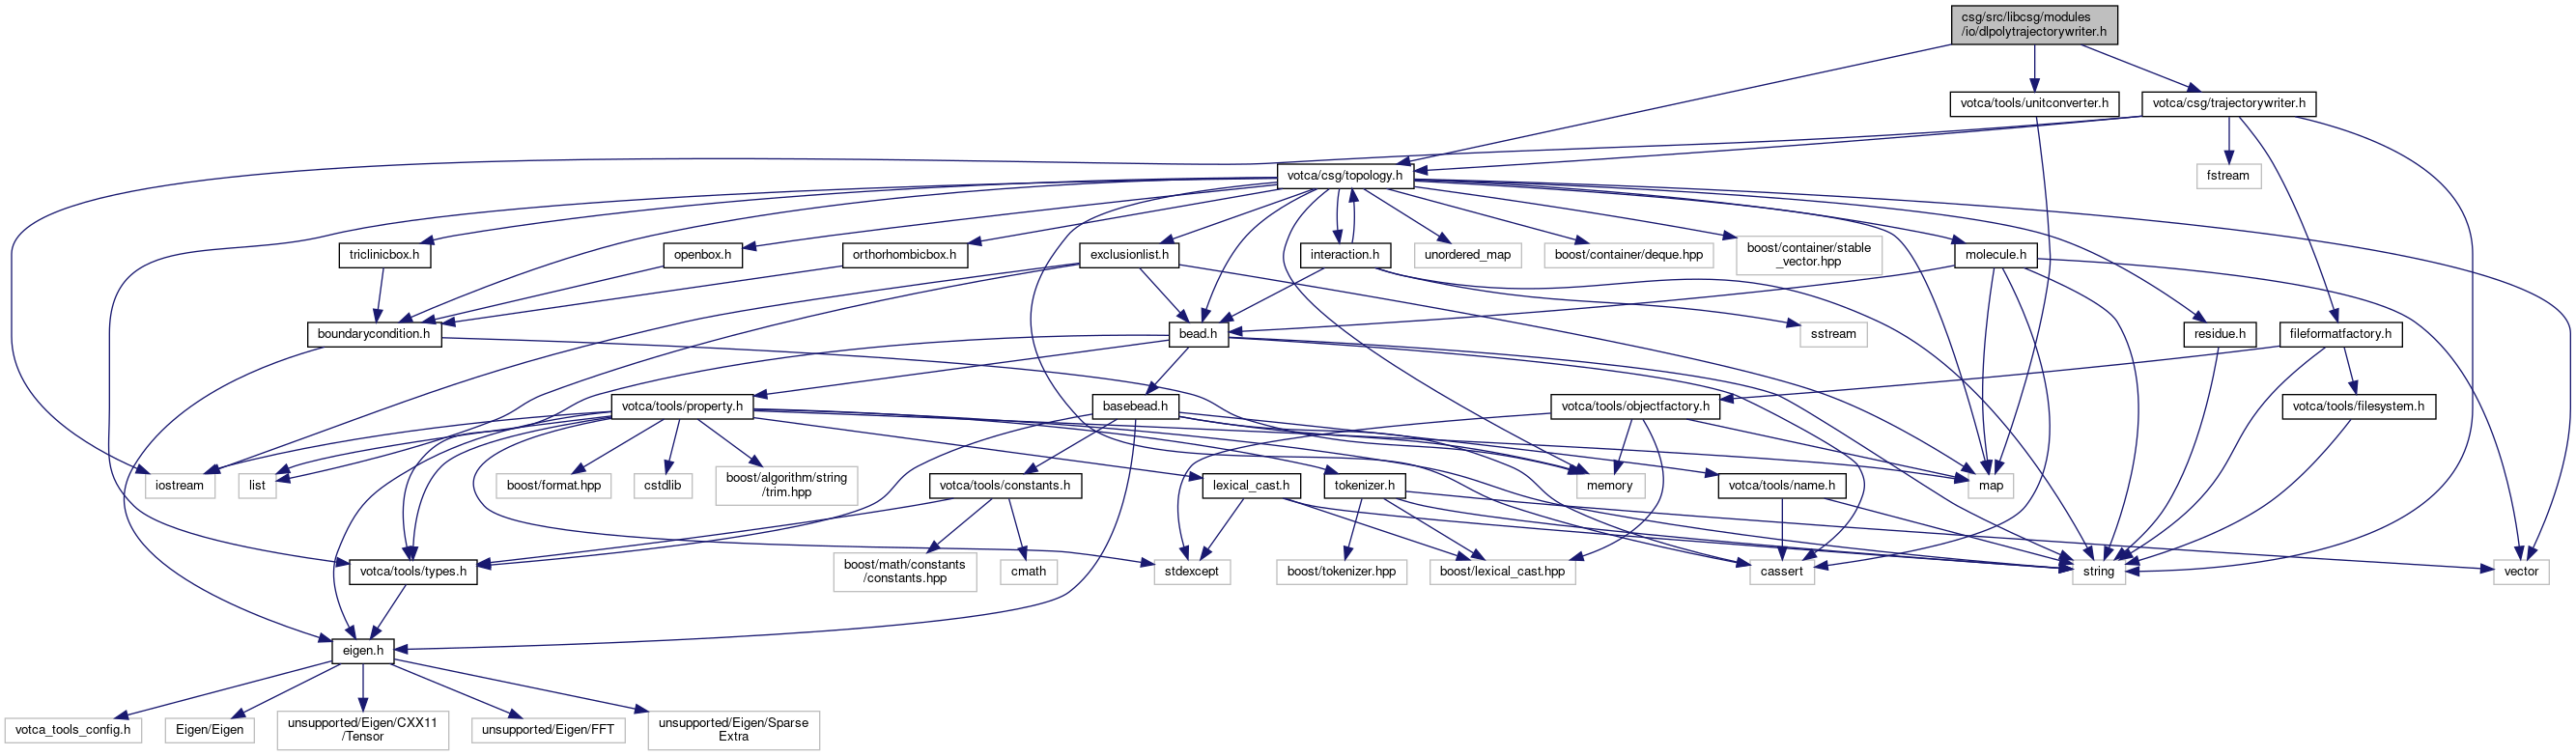 csg/src/libcsg/modules
/io/dlpolytrajectorywriter.h
votca/tools/unitconverter.h
votca/csg/trajectorywriter.h
votca/csg/topology.h
fstream
triclinicbox.h
openbox.h
orthorhombicbox.h
exclusionlist.h
interaction.h
unordered_map
boost/container/deque.hpp
boost/container/stable
_vector.hpp
molecule.h
boundarycondition.h
bead.h
sstream
residue.h
fileformatfactory.h
votca/tools/property.h
basebead.h
votca/tools/objectfactory.h
votca/tools/filesystem.h
iostream
list
boost/format.hpp
cstdlib
boost/algorithm/string
/trim.hpp
votca/tools/constants.h
lexical_cast.h
tokenizer.h
memory
votca/tools/name.h
map
votca/tools/types.h
boost/math/constants
/constants.hpp
cmath
stdexcept
boost/tokenizer.hpp
boost/lexical_cast.hpp
cassert
string
vector
eigen.h
votca_tools_config.h
Eigen/Eigen
unsupported/Eigen/CXX11
/Tensor
unsupported/Eigen/FFT
unsupported/Eigen/Sparse
Extra